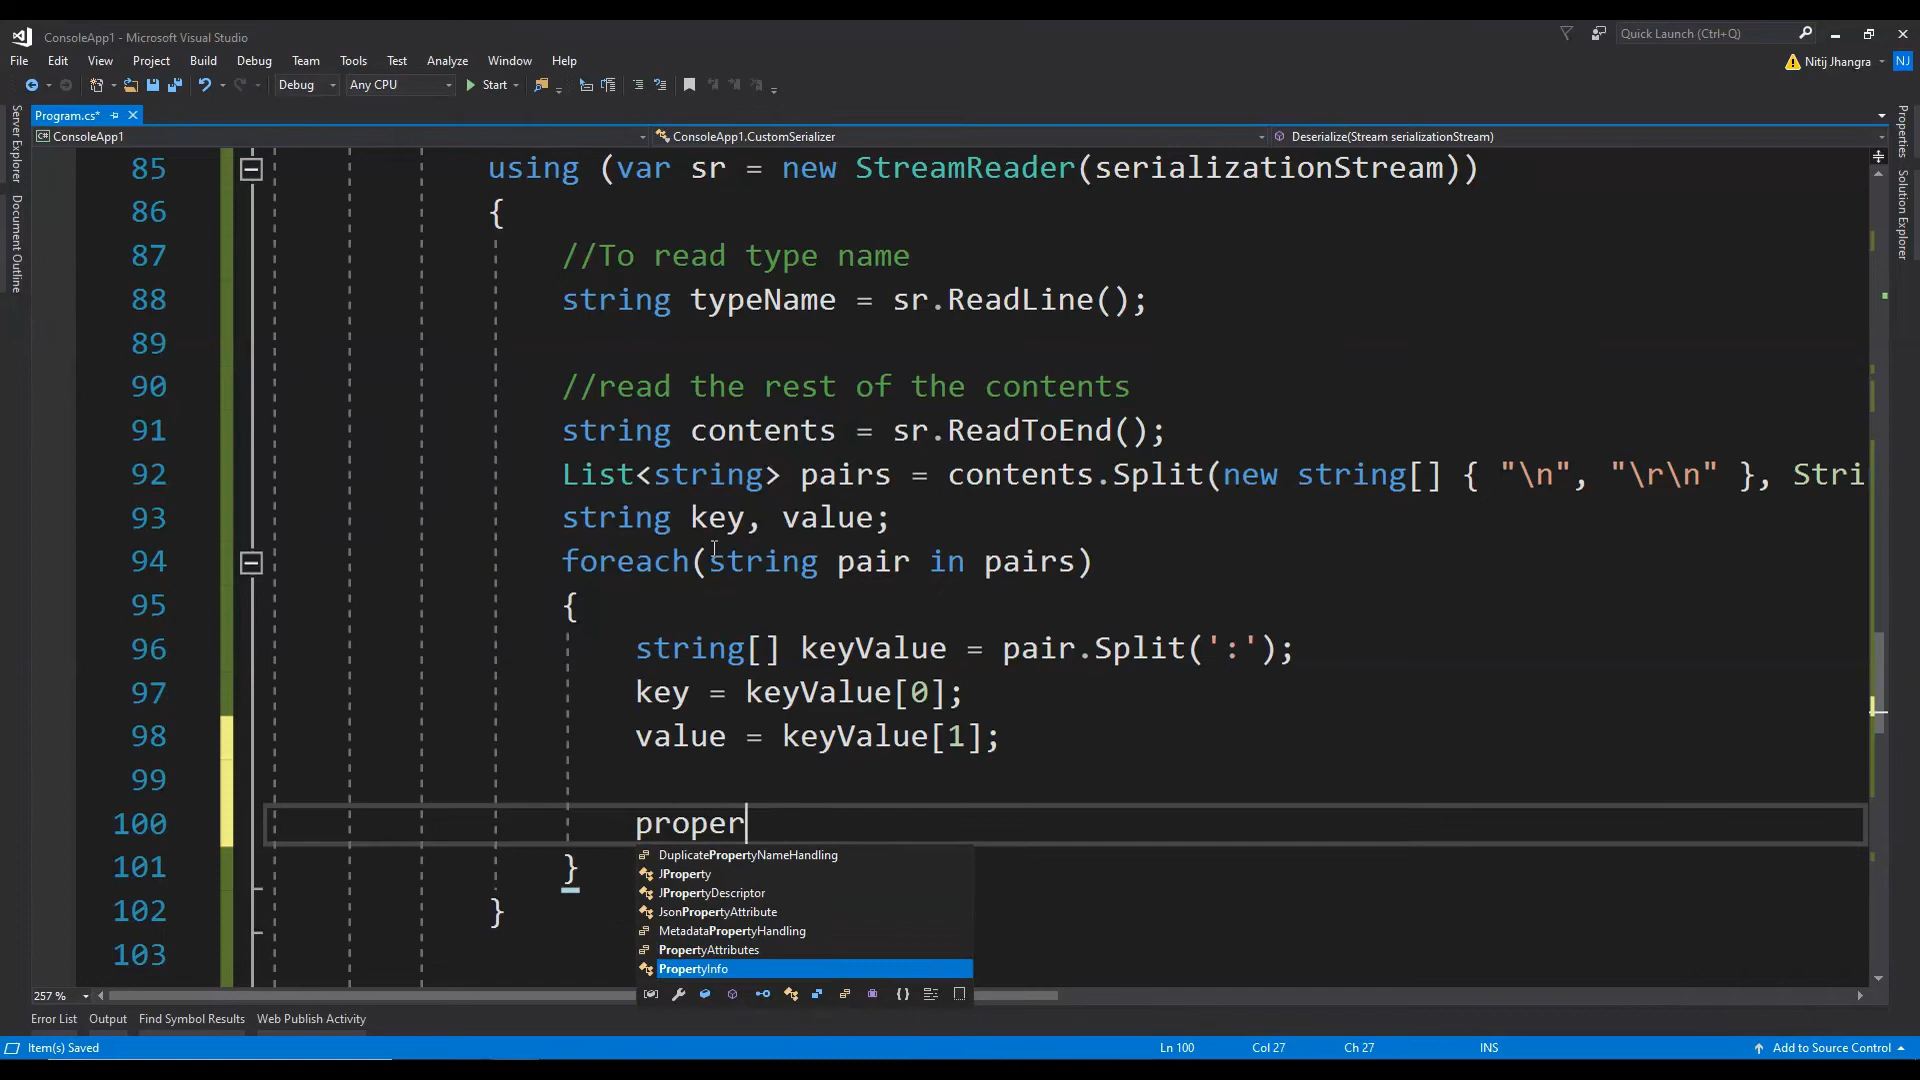 ConsoleApp1 - Microsoft Visual Studio
Quick Launch (Ctrl+Q)
File Edit View Project Build Debug Team Tools Test Analyze Window Help
Nitij Jhangra NJ
Debug Any CPU Start
Program.cs*
ConsoleApp1 ConsoleApp1.CustomSerializer Deserialize(Stream serializationStream)
Server Explorer
Document Outline
Properties
Solution Explorer
85 using (var sr = new StreamReader(serializationStream))
86 {
87 //To read type name
88 string typeName = sr.ReadLine();
89
90 //read the rest of the contents
91 string contents = sr.ReadToEnd();
92 List<string> pairs = contents.Split(new string[] { "\n", "\r\n" }, Stri
93 string key, value;
94 foreach(string pair in pairs)
95 {
96 string[] keyValue = pair.Split(':');
97 key = keyValue[0];
98 value = keyValue[1];
99
100 proper
101 }
102 }
103
DuplicatePropertyNameHandling
JProperty
JPropertyDescriptor
JsonPropertyAttribute
MetadataPropertyHandling
PropertyAttributes
PropertyInfo
257 %
Error List Output Find Symbol Results Web Publish Activity
Item(s) Saved Ln 100 Col 27 Ch 27 INS Add to Source Control